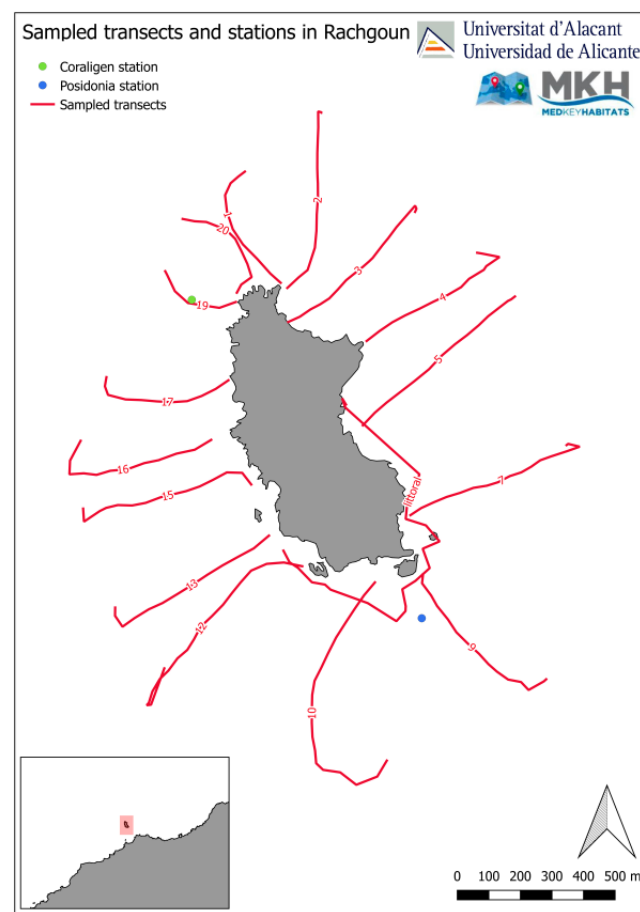 Sampled transects and stations in Rachgoun
Universitat d'Alacant
Universidad de Alicante
MKH
MEDKEYHABITATS
Coraligen station
Posidonia station
Sampled transects
2
1
20
3
4
19
5
17
7
16
littoral
15
13
12
9
10
0 100 200 300 400 500 m